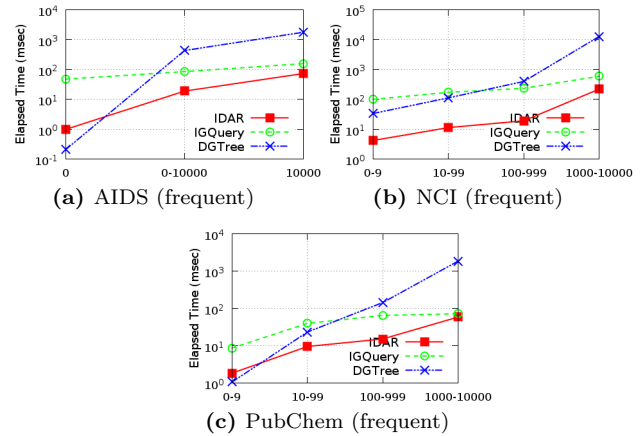 10^4
10^3
10^2
10^1
10^0
10^-1
Elapsed Time (msec)
IDAR
IGQuery
DGTree
0
0-10000
10000
(a) AIDS (frequent)
10^5
10^4
10^3
10^2
10^1
10^0
Elapsed Time (msec)
IDAR
IGQuery
DGTree
0-9
10-99
100-999
1000-10000
(b) NCI (frequent)
10^4
10^3
10^2
10^1
10^0
Elapsed Time (msec)
IDAR
IGQuery
DGTree
0-9
10-99
100-999
1000-10000
(c) PubChem (frequent)